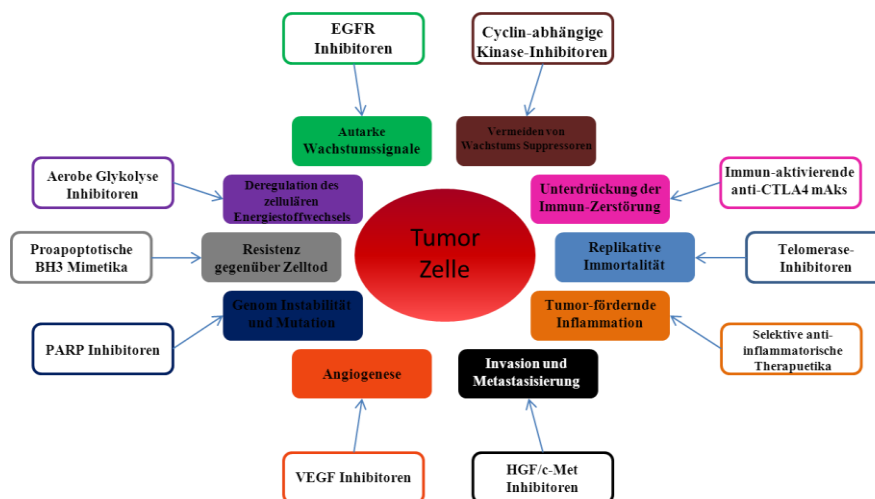 EGFR
Inhibitoren
Cyclin-abhängige
Kinase-Inhibitoren
Autarke
Wachstumssignale
Vermeiden von
Wachstums Suppressoren
Aerobe Glykolyse
Inhibitoren
Deregulation des
zellulären
Energiestoffwechsels
Unterdrückung der
Immun-Zerstörung
Immun-aktivierende
anti-CTLA4 mAks
Proapoptotische
BH3 Mimetika
Resistenz
gegenüber Zelltod
Tumor
Zelle
Replikative
Immortalität
Telomerase-
Inhibitoren
PARP Inhibitoren
Genom Instabilität
und Mutation
Tumor-fördernde
Inflammation
Selektive anti-
inflammatorische
Therapuetika
Angiogenese
Invasion und
Metastasisierung
VEGF Inhibitoren
HGF/c-Met
Inhibitoren